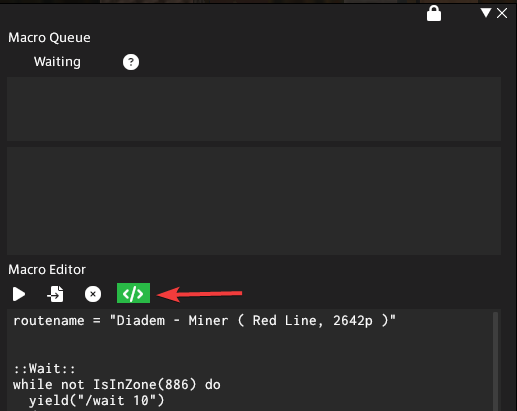 Macro Queue
Waiting ?
Macro Editor
</>
routename = "Diadem - Miner ( Red Line, 2642p )"
::Wait::
while not IsInZone(886) do
  yield("/wait 10")